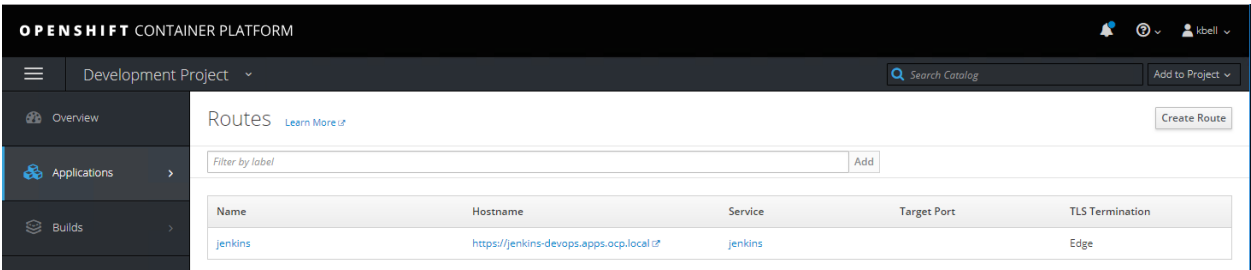 OPENSHIFT CONTAINER PLATFORM
kbell
Development Project
Search Catalog
Add to Project
Overview
Routes Learn More
Create Route
Filter by label
Add
Applications
Name Hostname Service Target Port TLS Termination
Builds
jenkins https://jenkins-devops.apps.ocp.local jenkins Edge